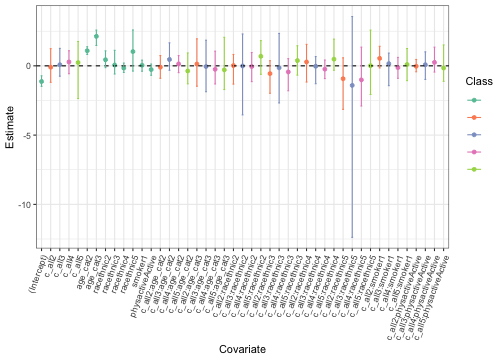 Estimate
0
-5
-10
(Intercept)
c_all2
c_all3
c_all4
c_all5
age_cat2
age_cat3
racethnic2
racethnic3
racethnic4
racethnic5
smoker1
physactiveActive
c_all2:age_cat2
c_all3:age_cat2
c_all4:age_cat2
c_all5:age_cat2
c_all2:age_cat3
c_all3:age_cat3
c_all4:age_cat3
c_all5:age_cat3
c_all2:racethnic2
c_all3:racethnic2
c_all4:racethnic2
c_all5:racethnic2
c_all2:racethnic3
c_all3:racethnic3
c_all4:racethnic3
c_all5:racethnic3
c_all2:racethnic4
c_all3:racethnic4
c_all4:racethnic4
c_all5:racethnic4
c_all2:racethnic5
c_all3:racethnic5
c_all4:racethnic5
c_all5:racethnic5
c_all2:smoker1
c_all3:smoker1
c_all4:smoker1
c_all5:smoker1
c_all2:physactiveActive
c_all3:physactiveActive
c_all4:physactiveActive
c_all5:physactiveActive
Covariate
Class